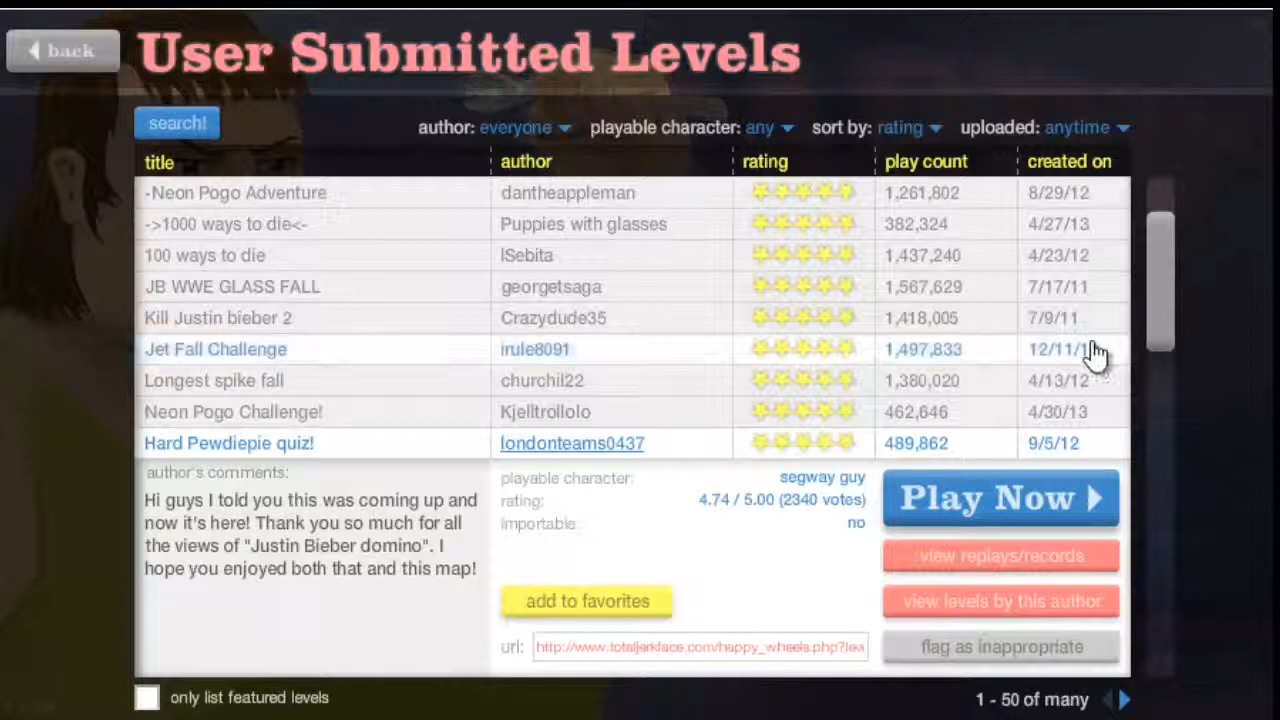 back
User Submitted Levels
search!
author: everyone playable character: any sort by: rating uploaded: anytime
title author rating play count created on
-Neon Pogo Adventure dantheappleman 1,261,802 8/29/12
->1000 ways to die<- Puppies with glasses 382,324 4/27/13
100 ways to die lSebita 1,437,240 4/23/12
JB WWE GLASS FALL georgetsaga 1,567,629 7/17/11
Kill Justin bieber 2 Crazydude35 1,418,005 7/9/11
Jet Fall Challenge irule8091 1,497,833
Longest spike fall churchil22 1,380,020 4/13/12
Neon Pogo Challenge! Kjelltrollolo 462,646 4/30/13
Hard Pewdiepie quiz! londonteams0437 489,862 9/5/12
author's comments:
Hi guys I told you this was coming up and
now it's here! Thank you so much for all
the views of "Justin Bieber domino". I
hope you enjoyed both that and this map!
playable character: segway guy
rating: 4.74 / 5.00 (2340 votes)
importable: no
add to favorites
url: http://www.totaljerkface.com/happy_wheels.php?lev
Play Now
view replays/records
view levels by this author
flag as inappropriate
only list featured levels
1 - 50 of many